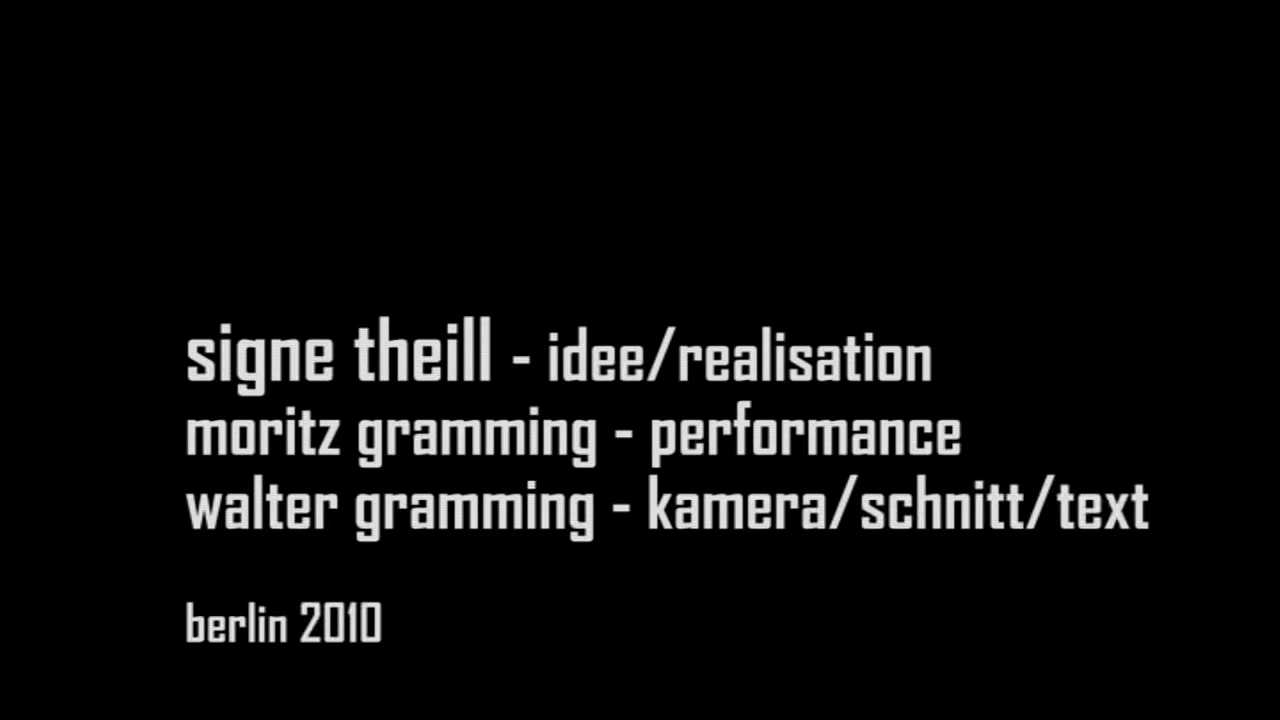 signe theill - idee/realisation
moritz gramming - performance
walter gramming - kamera/schnitt/text
berlin 2010